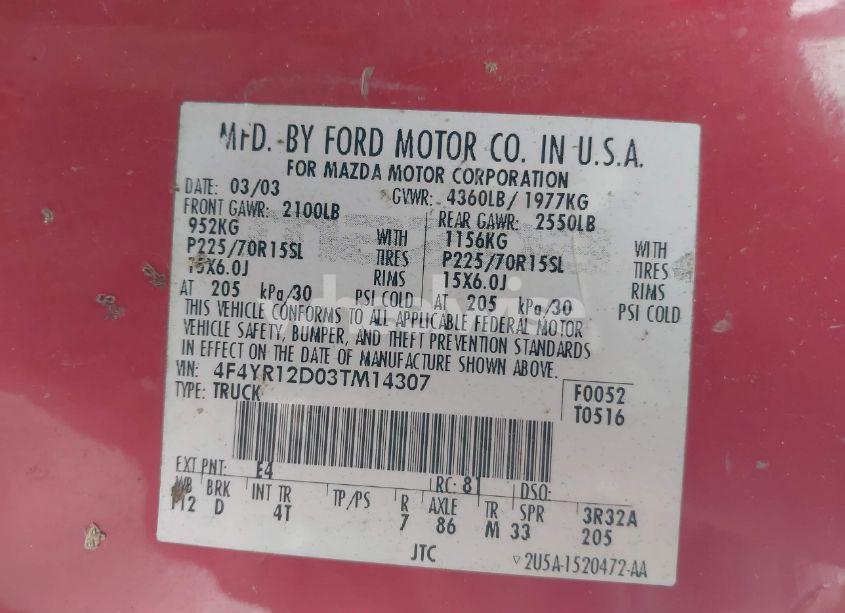 MFD. BY FORD MOTOR CO. IN U.S.A.
FOR MAZDA MOTOR CORPORATION
DATE: 03/03 GVWR: 4360LB/ 1977KG
FRONT GAWR: 2100LB REAR GAWR: 2550LB
952KG WITH 1156KG WITH
P225/70R15SL TIRES P225/70R15SL TIRES
15X6.0J RIMS 15X6.0J RIMS
AT 205 kPa/30 PSI COLD AT 205 kPa/30 PSI COLD
THIS VEHICLE CONFORMS TO ALL APPLICABLE FEDERAL MOTOR
VEHICLE SAFETY, BUMPER, AND THEFT PREVENTION STANDARDS
IN EFFECT ON THE DATE OF MANUFACTURE SHOWN ABOVE.
VIN: 4F4YR12D03TM14307 F0052
TYPE: TRUCK T0516
EXT PNT: E4 RC: 81 DSO:
WB BRK INT TR TP/PS R AXLE TR SPR 3R32A
112 D 4T 7 86 M 33 205
JTC ▽2U5A-1520472-AA